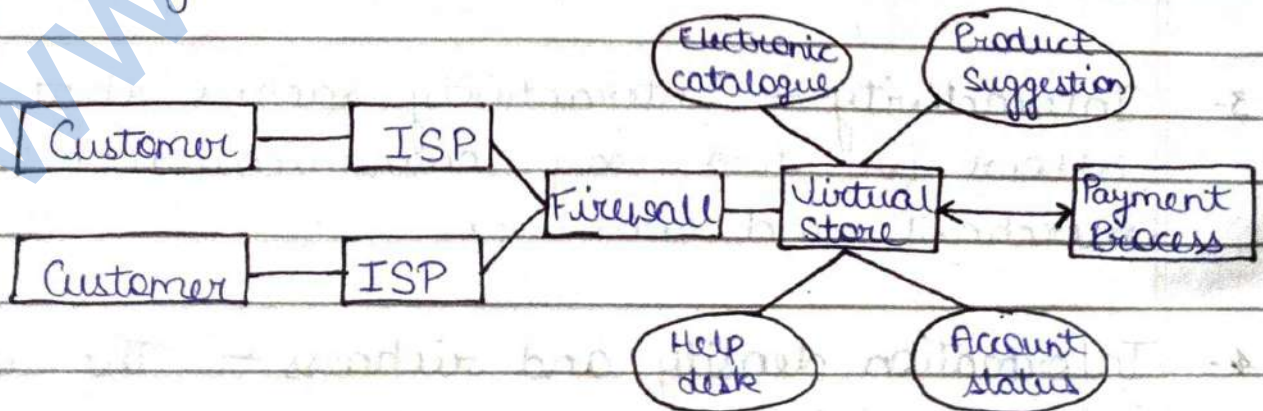 Electronic
catalogue
Product
Suggestion
Customer
ISP
Firewall
Virtual
Store
Payment
Process
Customer
ISP
Help
desk
Account
status